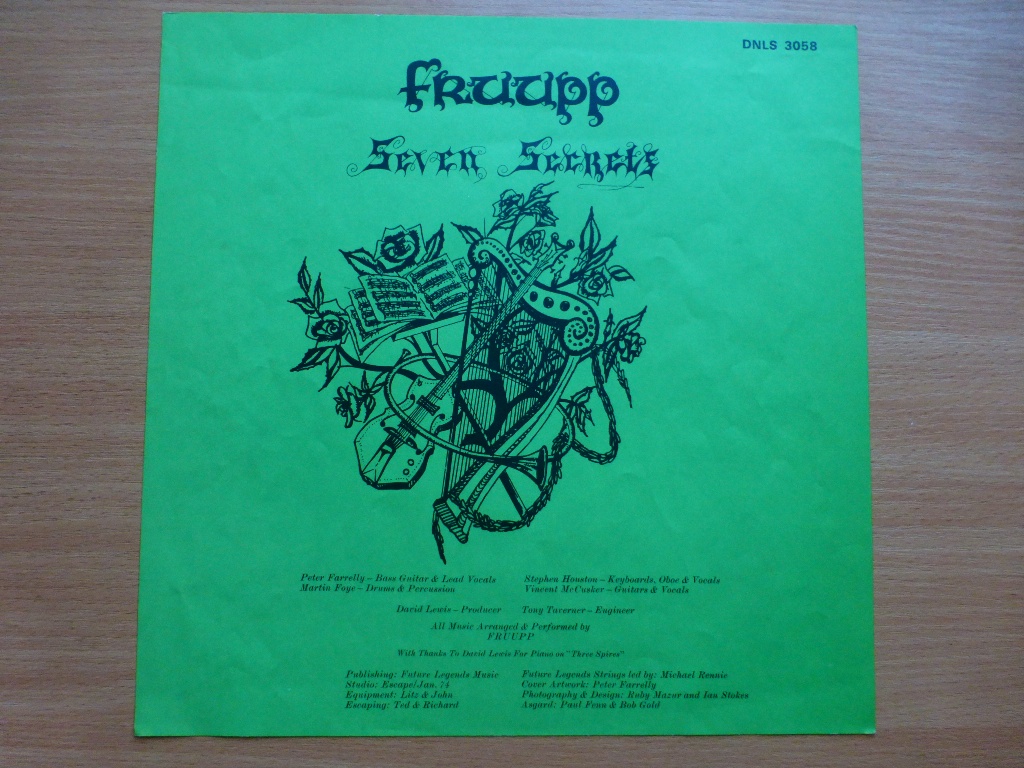 DNLS 3058
fruupp
Seven Secrets
Peter Farrelly – Bass Guitar & Lead Vocals
Martin Foye – Drums & Percussion
Stephen Houston – Keyboards, Oboe & Vocals
Vincent McCusker – Guitars & Vocals
David Lewis – Producer
Tony Taverner – Engineer
All Music Arranged & Performed by
FRUUPP
With Thanks To David Lewis For Piano on "Three Spires"
Publishing: Future Legends Music
Studio: Escape/Jan. 74
Equipment: Litz & John
Escaping: Ted & Richard
Future Legends Strings led by: Michael Rennie
Cover Artwork: Peter Farrelly
Photography & Design: Ruby Mazur and Ian Stokes
Asgard: Paul Fenn & Bob Gold